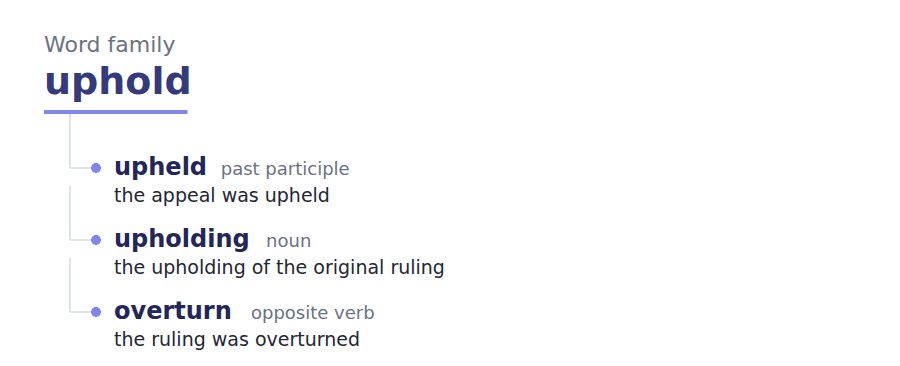 Word family
uphold
upheld past participle
the appeal was upheld
upholding noun
the upholding of the original ruling
overturn opposite verb
the ruling was overturned